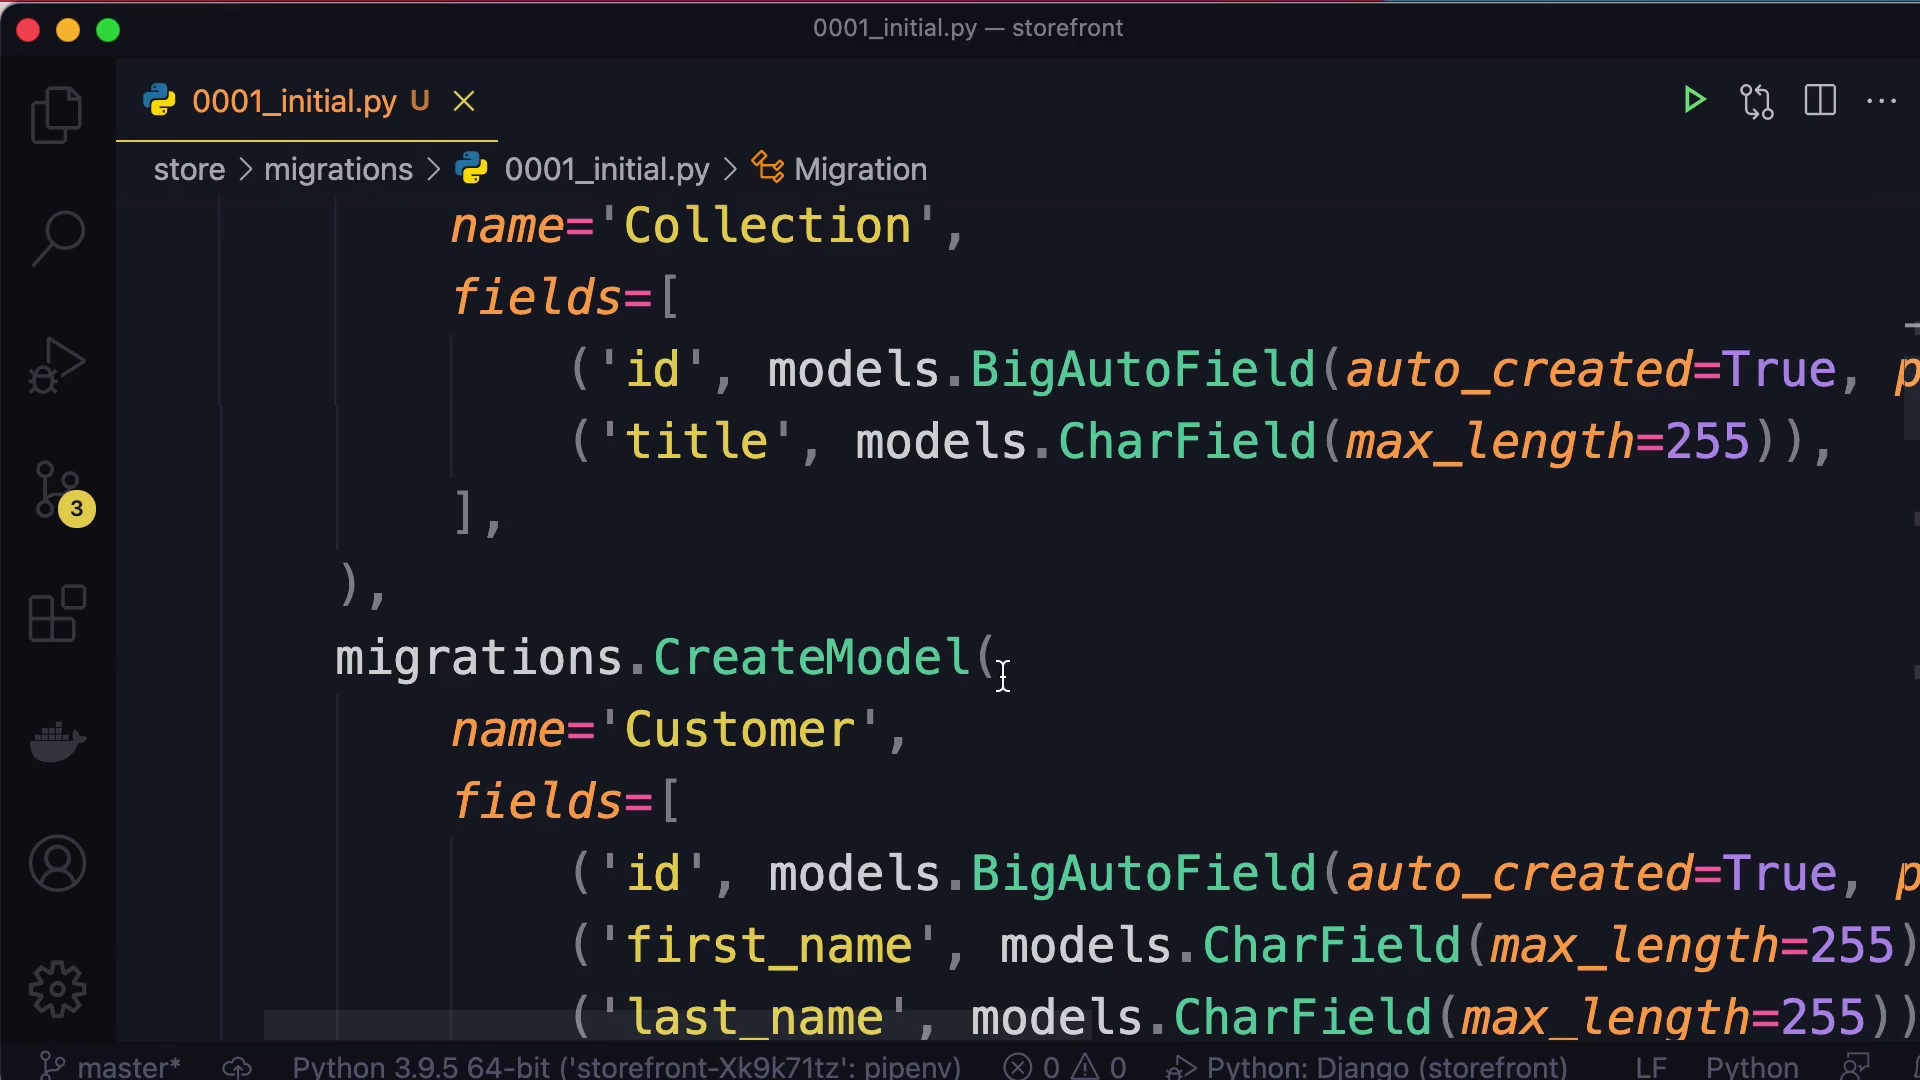 0001_initial.py — storefront
0001_initial.py U
store > migrations > 0001_initial.py > Migration
name='Collection',
fields=[
('id', models.BigAutoField(auto_created=True, p
('title', models.CharField(max_length=255)),
],
),
migrations.CreateModel(
name='Customer',
fields=[
('id', models.BigAutoField(auto_created=True, p
('first_name', models.CharField(max_length=255)
('last_name', models.CharField(max_length=255))
3
master* Python 3.9.5 64-bit ('storefront-Xk9k71tz': pipenv) 0 0 Python: Django (storefront) LF Python